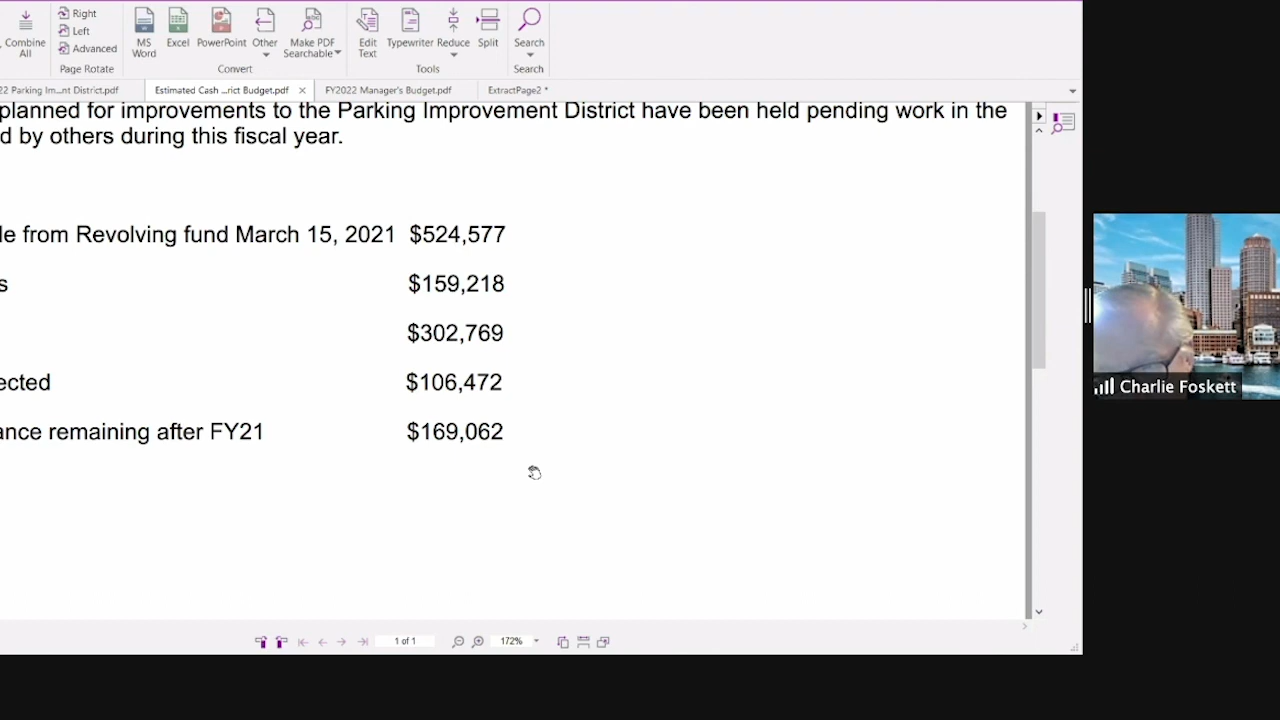 Combine All
Right
Left
Advanced
Page Rotate
MS Word
Excel
PowerPoint
Other
Make PDF Searchable
Convert
Edit Text
Typewriter
Reduce
Split
Tools
Search
Search
22 Parking Im...nt District.pdf
Estimated Cash ...rict Budget.pdf
FY2022 Manager's Budget.pdf
ExtractPage2 *
planned for improvements to the Parking Improvement District have been held pending work in the
d by others during this fiscal year.
le from Revolving fund March 15, 2021 $524,577
s $159,218
$302,769
ected $106,472
ance remaining after FY21 $169,062
Charlie Foskett
1 of 1
172%